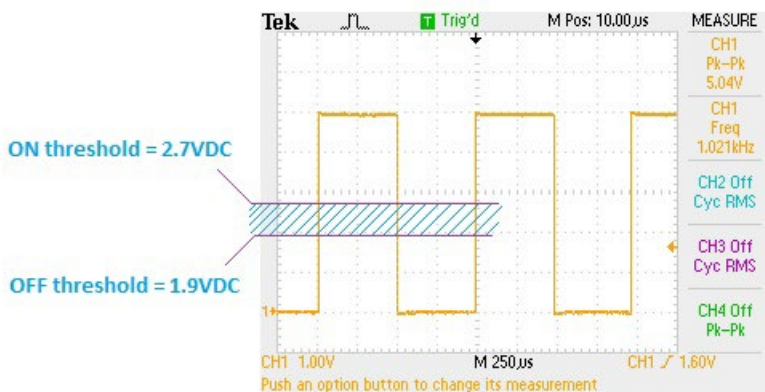 Tek
T Trig'd
M Pos: 10.00µs
MEASURE
CH1
Pk-Pk
5.04V
CH1
Freq
1.021kHz
CH2 Off
Cyc RMS
CH3 Off
Cyc RMS
CH4 Off
Pk-Pk
ON threshold = 2.7VDC
OFF threshold = 1.9VDC
1
CH1 1.00V
M 250µs
CH1 / 1.60V
Push an option button to change its measurement